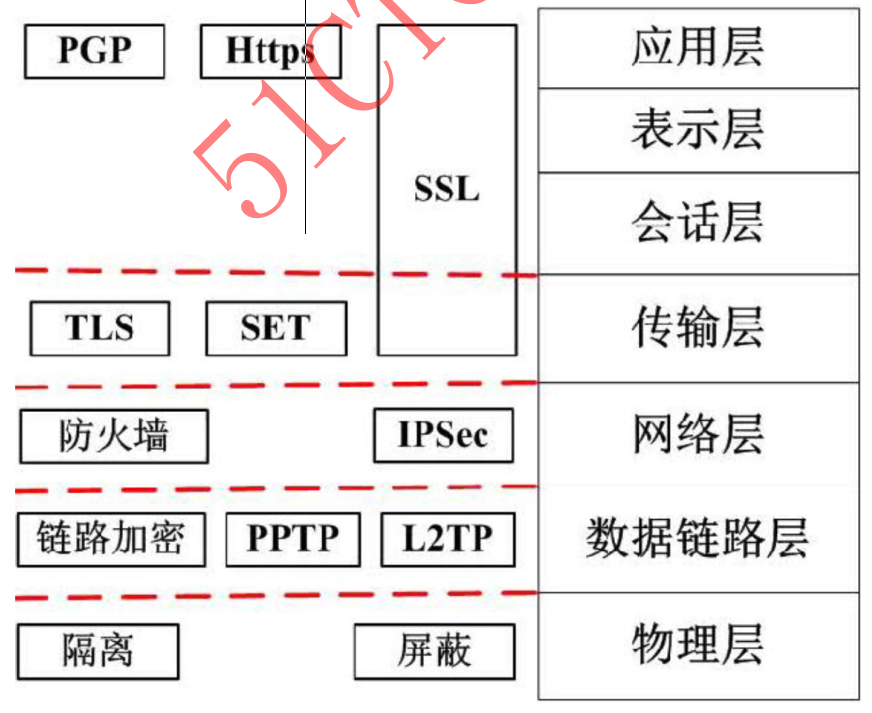 PGP Https 应用层
表示层
SSL 会话层
TLS SET 传输层
防火墙 IPSec 网络层
链路加密 PPTP L2TP 数据链路层
隔离 屏蔽 物理层
51CTO